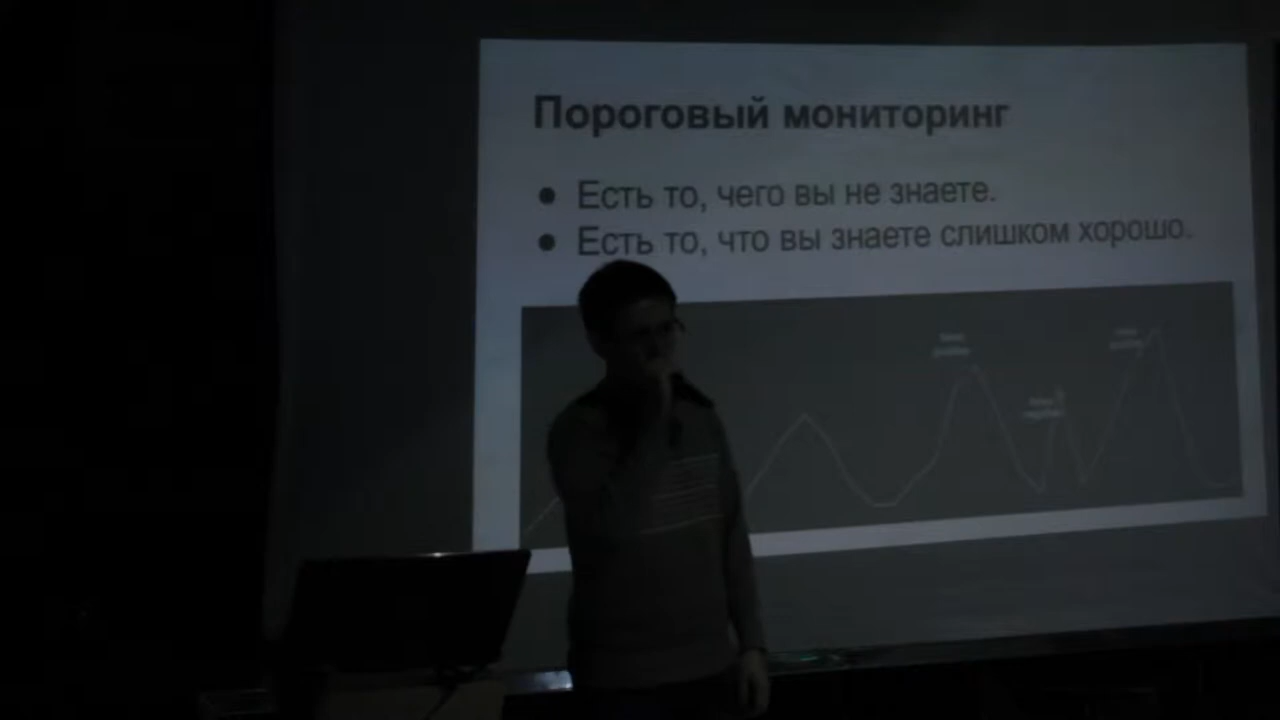 Пороговый мониторинг
● Есть то, чего вы не знаете.
● Есть то, что вы знаете слишком хорошо.